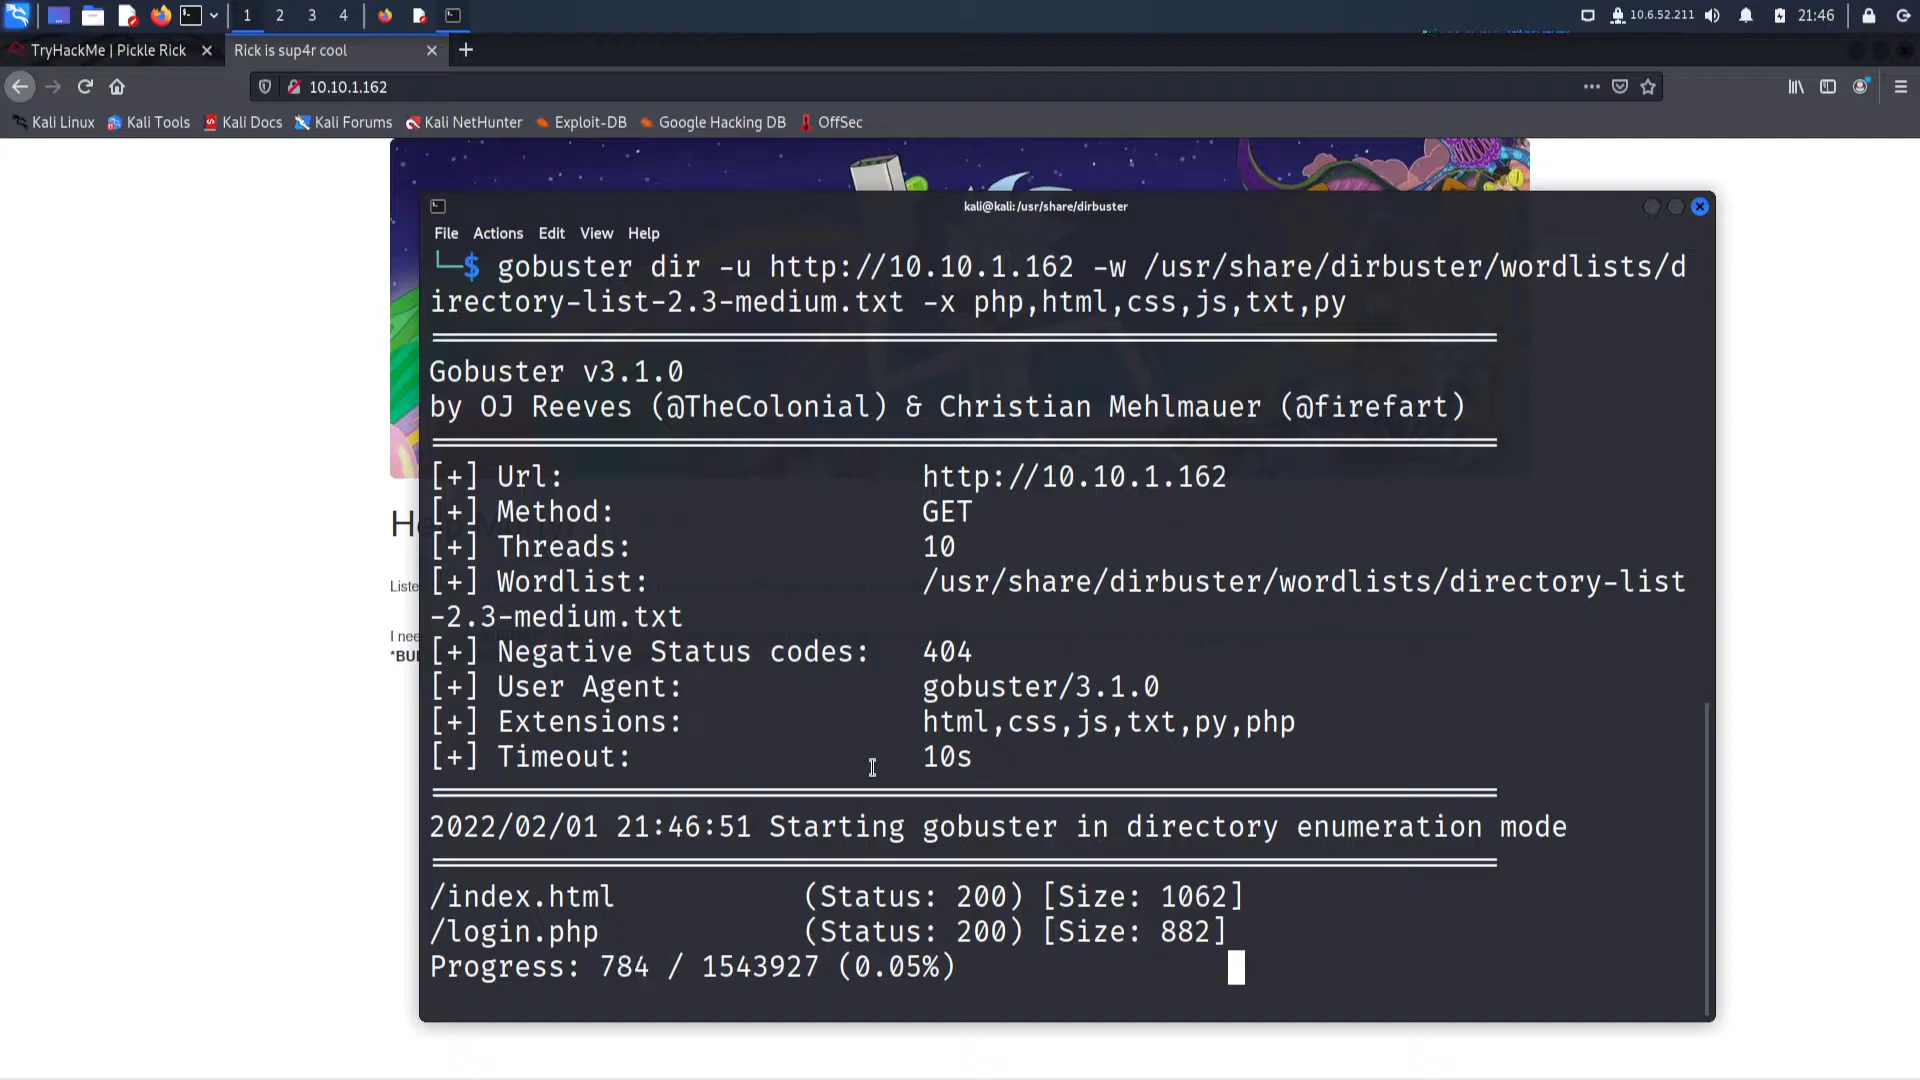 1 2 3 4 10.6.52.211 21:46
TryHackMe | Pickle Rick Rick is sup4r cool
10.10.1.162
Kali Linux Kali Tools Kali Docs Kali Forums Kali NetHunter Exploit-DB Google Hacking DB OffSec
kali@kali:/usr/share/dirbuster
File Actions Edit View Help
└─$ gobuster dir -u http://10.10.1.162 -w /usr/share/dirbuster/wordlists/d
irectory-list-2.3-medium.txt -x php,html,css,js,txt,py
Gobuster v3.1.0
by OJ Reeves (@TheColonial) & Christian Mehlmauer (@firefart)
[+] Url: http://10.10.1.162
[+] Method: GET
[+] Threads: 10
[+] Wordlist: /usr/share/dirbuster/wordlists/directory-list
-2.3-medium.txt
[+] Negative Status codes: 404
[+] User Agent: gobuster/3.1.0
[+] Extensions: html,css,js,txt,py,php
[+] Timeout: 10s
2022/02/01 21:46:51 Starting gobuster in directory enumeration mode
/index.html (Status: 200) [Size: 1062]
/login.php (Status: 200) [Size: 882]
Progress: 784 / 1543927 (0.05%)